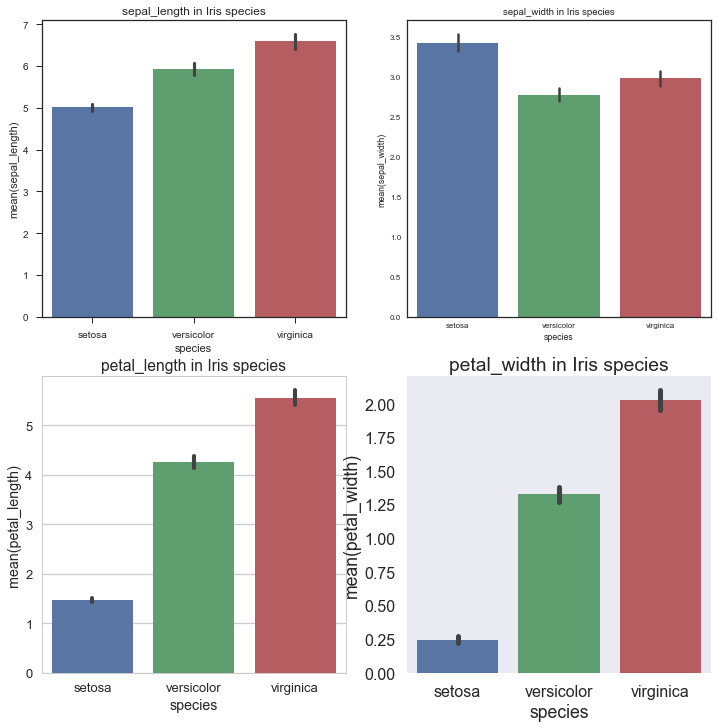 sepal_length in Iris species
mean(sepal_length)
7
6
5
4
3
2
1
0
setosa versicolor virginica
species
sepal_width in Iris species
mean(sepal_width)
3.5
3.0
2.5
2.0
1.5
1.0
0.5
0.0
setosa versicolor virginica
species
petal_length in Iris species
mean(petal_length)
5
4
3
2
1
0
setosa versicolor virginica
species
petal_width in Iris species
mean(petal_width)
2.00
1.75
1.50
1.25
1.00
0.75
0.50
0.25
0.00
setosa versicolor virginica
species